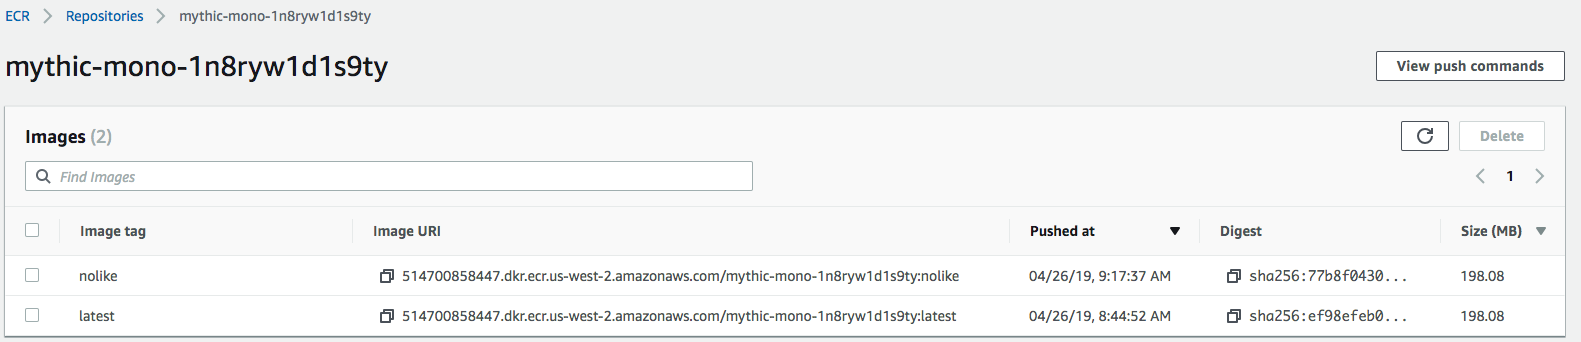 ECR > Repositories > mythic-mono-1n8ryw1d1s9ty
mythic-mono-1n8ryw1d1s9ty
View push commands
Images (2)
Delete
Find Images
1
Image tag Image URI Pushed at Digest Size (MB)
nolike 514700858447.dkr.ecr.us-west-2.amazonaws.com/mythic-mono-1n8ryw1d1s9ty:nolike 04/26/19, 9:17:37 AM sha256:77b8f0430... 198.08
latest 514700858447.dkr.ecr.us-west-2.amazonaws.com/mythic-mono-1n8ryw1d1s9ty:latest 04/26/19, 8:44:52 AM sha256:ef98efeb0... 198.08